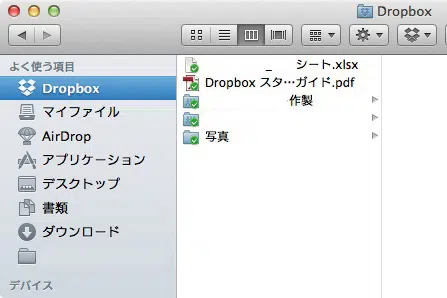 Dropbox
よく使う項目
Dropbox
マイファイル
AirDrop
アプリケーション
デスクトップ
書類
ダウンロード
デバイス
_ シート.xlsx
Dropbox スタ…ガイド.pdf
作製
写真